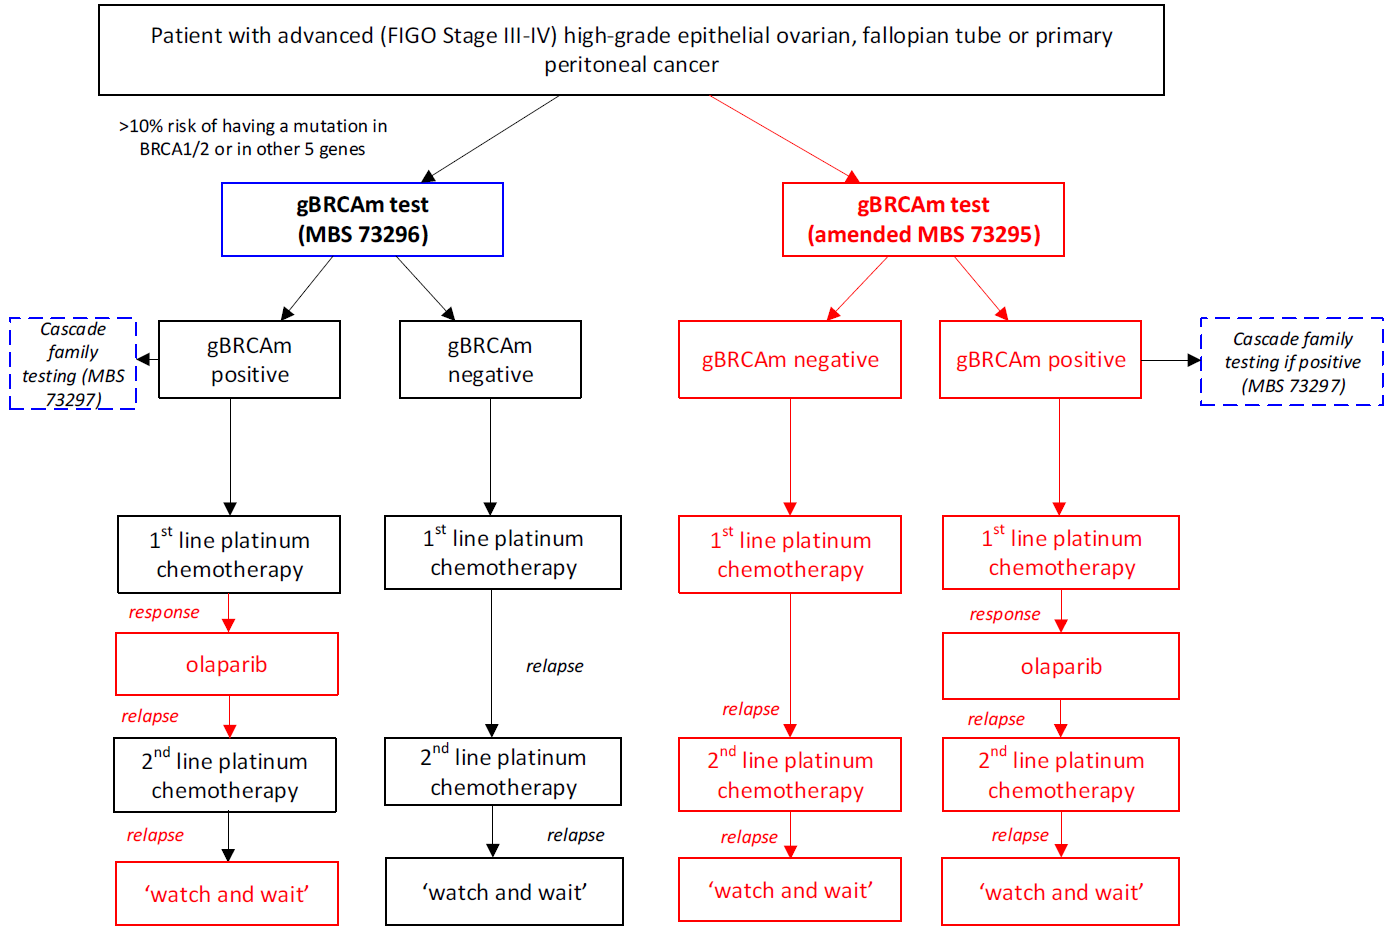 Patient with advanced (FIGO Stage III-IV) high-grade epithelial ovarian, fallopian tube or primary
peritoneal cancer
>10% risk of having a mutation in
BRCA1/2 or in other 5 genes
gBRCAm test
(MBS 73296)
gBRCAm test
(amended MBS 73295)
Cascade
family
testing (MBS
73297)
gBRCAm
positive
gBRCAm
negative
gBRCAm negative
gBRCAm positive
Cascade family
testing if positive
(MBS 73297)
1st line platinum
chemotherapy
1st line platinum
chemotherapy
1st line platinum
chemotherapy
1st line platinum
chemotherapy
response
response
olaparib
relapse
olaparib
relapse
relapse
relapse
2nd line platinum
chemotherapy
2nd line platinum
chemotherapy
2nd line platinum
chemotherapy
2nd line platinum
chemotherapy
relapse
relapse
relapse
relapse
‘watch and wait’
‘watch and wait’
‘watch and wait’
‘watch and wait’